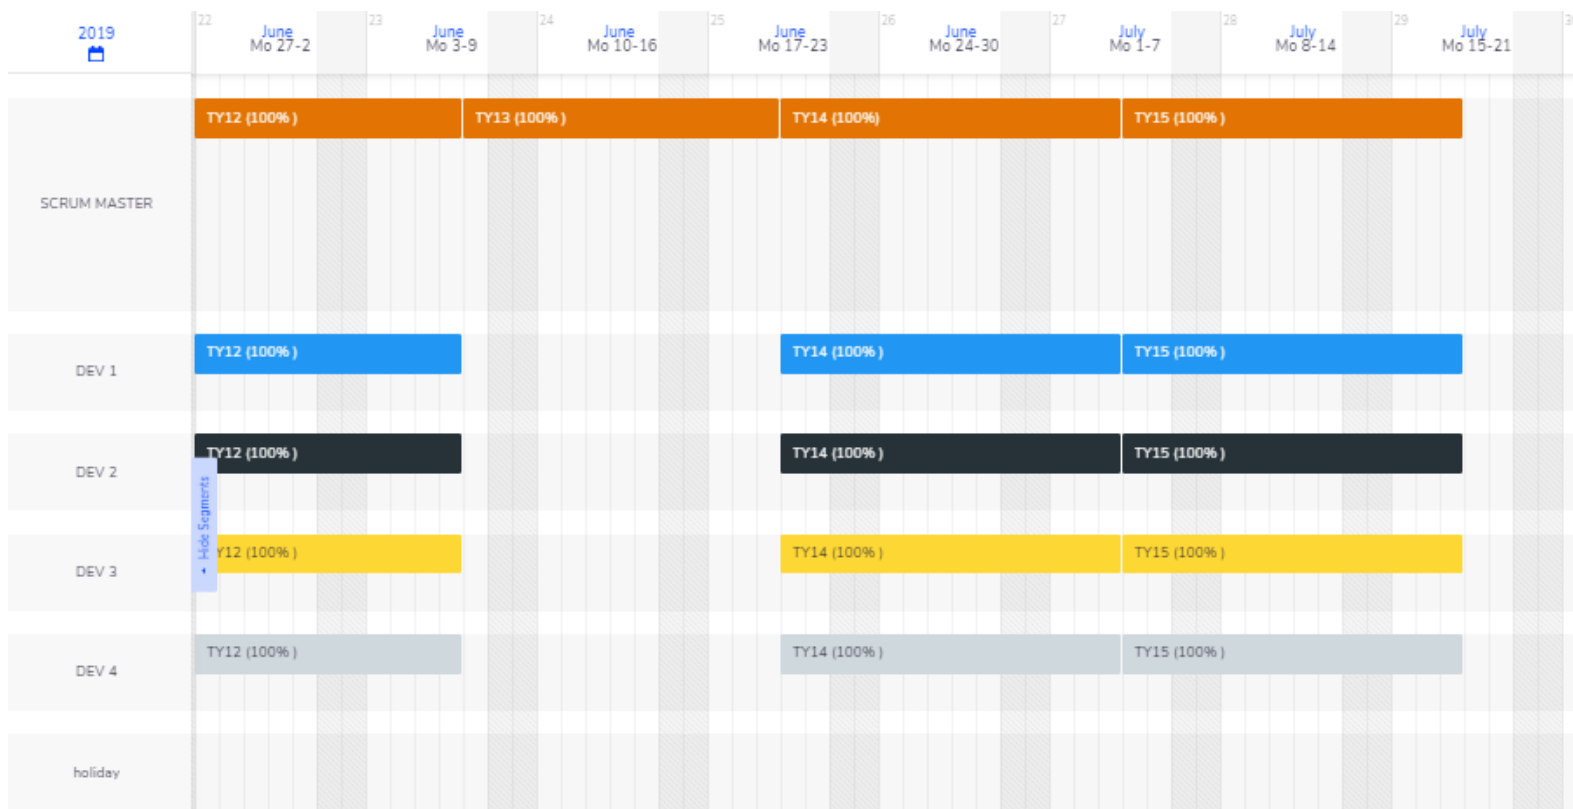 2019
22 23 24 25 26 27 28 29
June June June June June July July July
Mo 27-2 Mo 3-9 Mo 10-16 Mo 17-23 Mo 24-30 Mo 1-7 Mo 8-14 Mo 15-21
TY12 (100% ) TY13 (100% ) TY14 (100%) TY15 (100% )
SCRUM MASTER
TY12 (100% ) TY14 (100% ) TY15 (100% )
DEV 1
TY12 (100% ) TY14 (100% ) TY15 (100% )
DEV 2
Hide Segments
Y12 (100% ) TY14 (100% ) TY15 (100% )
DEV 3
TY12 (100% ) TY14 (100% ) TY15 (100% )
DEV 4
holiday